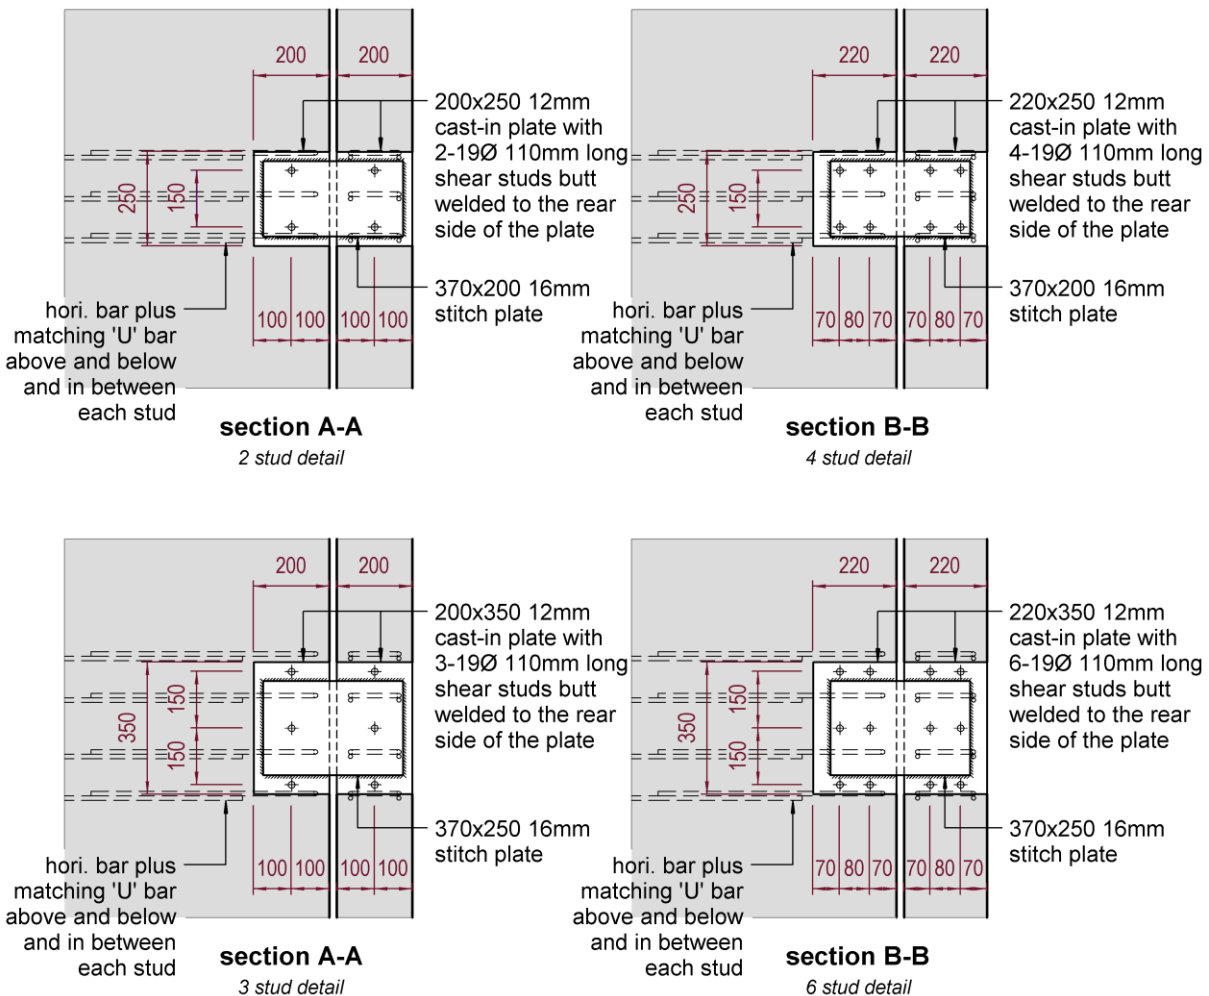 200
200
200x250 12mm
cast-in plate with
2-19Ø 110mm long
shear studs butt
welded to the rear
side of the plate
250
150
370x200 16mm
stitch plate
hori. bar plus
matching 'U' bar
above and below
and in between
each stud
100
100
100
100
section A-A
2 stud detail
220
220
220x250 12mm
cast-in plate with
4-19Ø 110mm long
shear studs butt
welded to the rear
side of the plate
250
150
370x200 16mm
stitch plate
hori. bar plus
matching 'U' bar
above and below
and in between
each stud
70
80
70
70
80
70
section B-B
4 stud detail
200
200
200x350 12mm
cast-in plate with
3-19Ø 110mm long
shear studs butt
welded to the rear
side of the plate
350
150
150
370x250 16mm
stitch plate
hori. bar plus
matching 'U' bar
above and below
and in between
each stud
100
100
100
100
section A-A
3 stud detail
220
220
220x350 12mm
cast-in plate with
6-19Ø 110mm long
shear studs butt
welded to the rear
side of the plate
350
150
150
370x250 16mm
stitch plate
hori. bar plus
matching 'U' bar
above and below
and in between
each stud
70
80
70
70
80
70
section B-B
6 stud detail